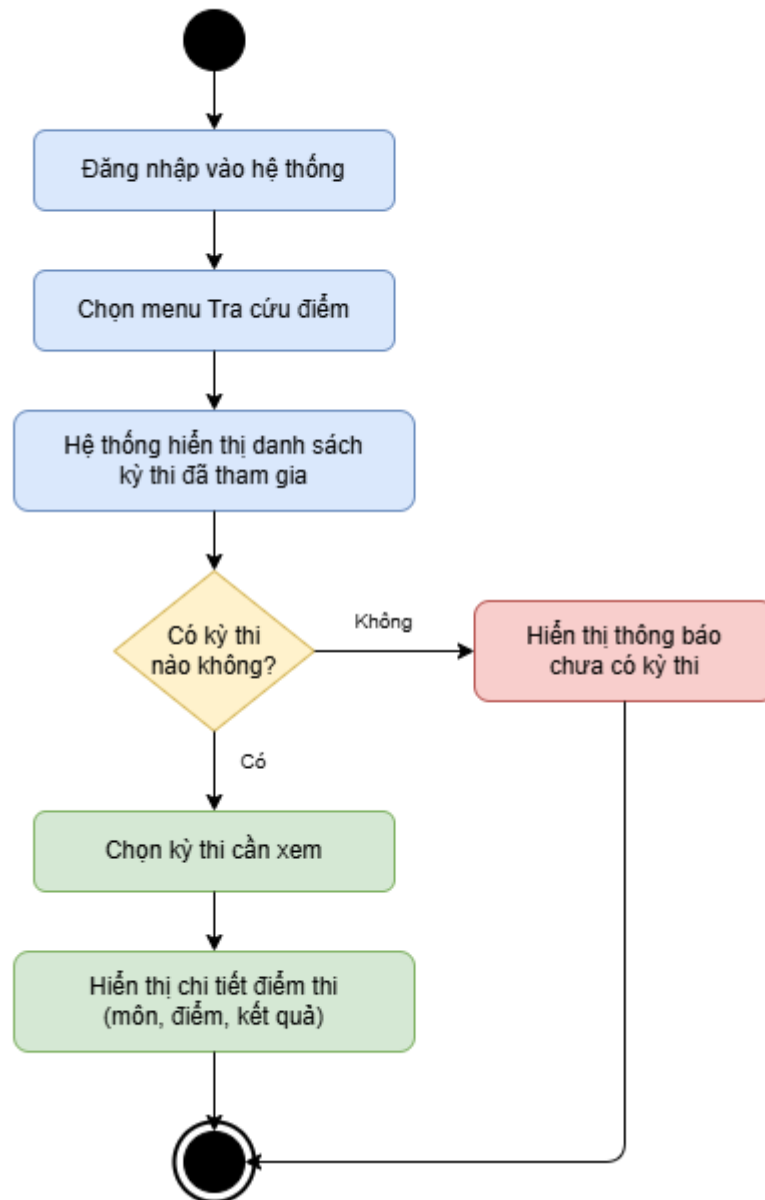 Đăng nhập vào hệ thống
Chọn menu Tra cứu điểm
Hệ thống hiển thị danh sách
kỳ thi đã tham gia
Có kỳ thi
nào không?
Không
Hiển thị thông báo
chưa có kỳ thi
Có
Chọn kỳ thi cần xem
Hiển thị chi tiết điểm thi
(môn, điểm, kết quả)